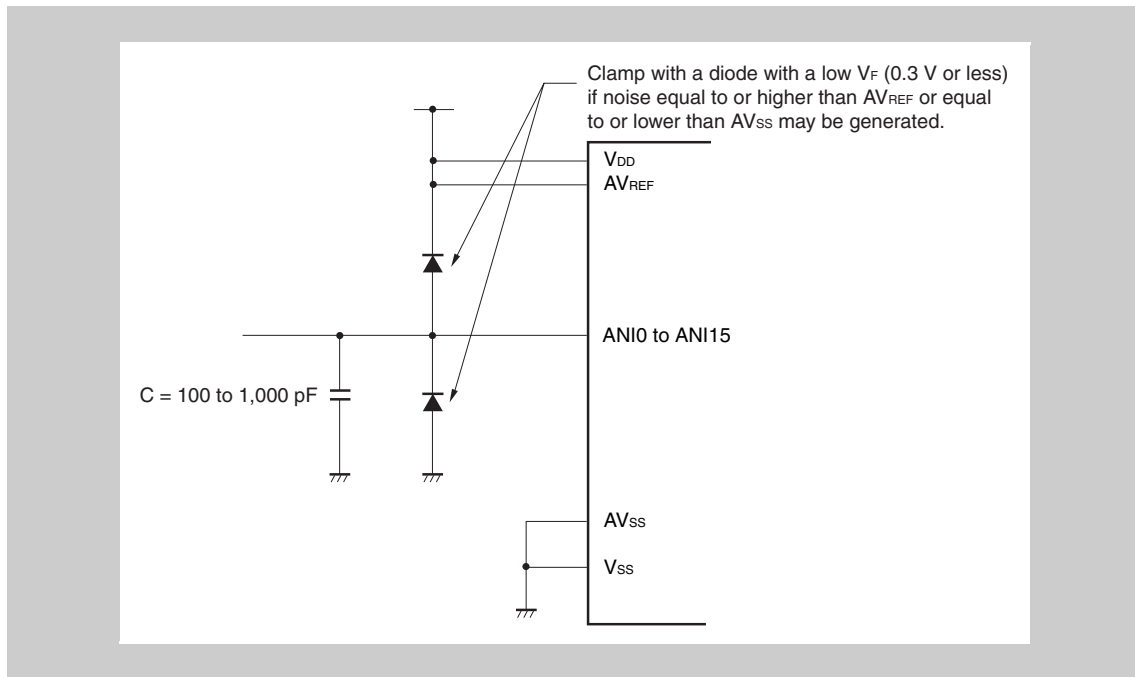 Clamp with a diode with a low VF (0.3 V or less)
if noise equal to or higher than AVREF or equal
to or lower than AVSS may be generated.
VDD
AVREF
ANI0 to ANI15
C = 100 to 1,000 pF
AVSS
VSS